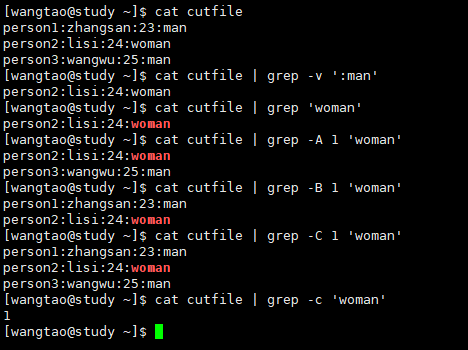 [wangtao@study ~]$ cat cutfile
person1:zhangsan:23:man
person2:lisi:24:woman
person3:wangwu:25:man
[wangtao@study ~]$ cat cutfile | grep -v ':man'
person2:lisi:24:woman
[wangtao@study ~]$ cat cutfile | grep 'woman'
person2:lisi:24:woman
[wangtao@study ~]$ cat cutfile | grep -A 1 'woman'
person2:lisi:24:woman
person3:wangwu:25:man
[wangtao@study ~]$ cat cutfile | grep -B 1 'woman'
person1:zhangsan:23:man
person2:lisi:24:woman
[wangtao@study ~]$ cat cutfile | grep -C 1 'woman'
person1:zhangsan:23:man
person2:lisi:24:woman
person3:wangwu:25:man
[wangtao@study ~]$ cat cutfile | grep -c 'woman'
1
[wangtao@study ~]$